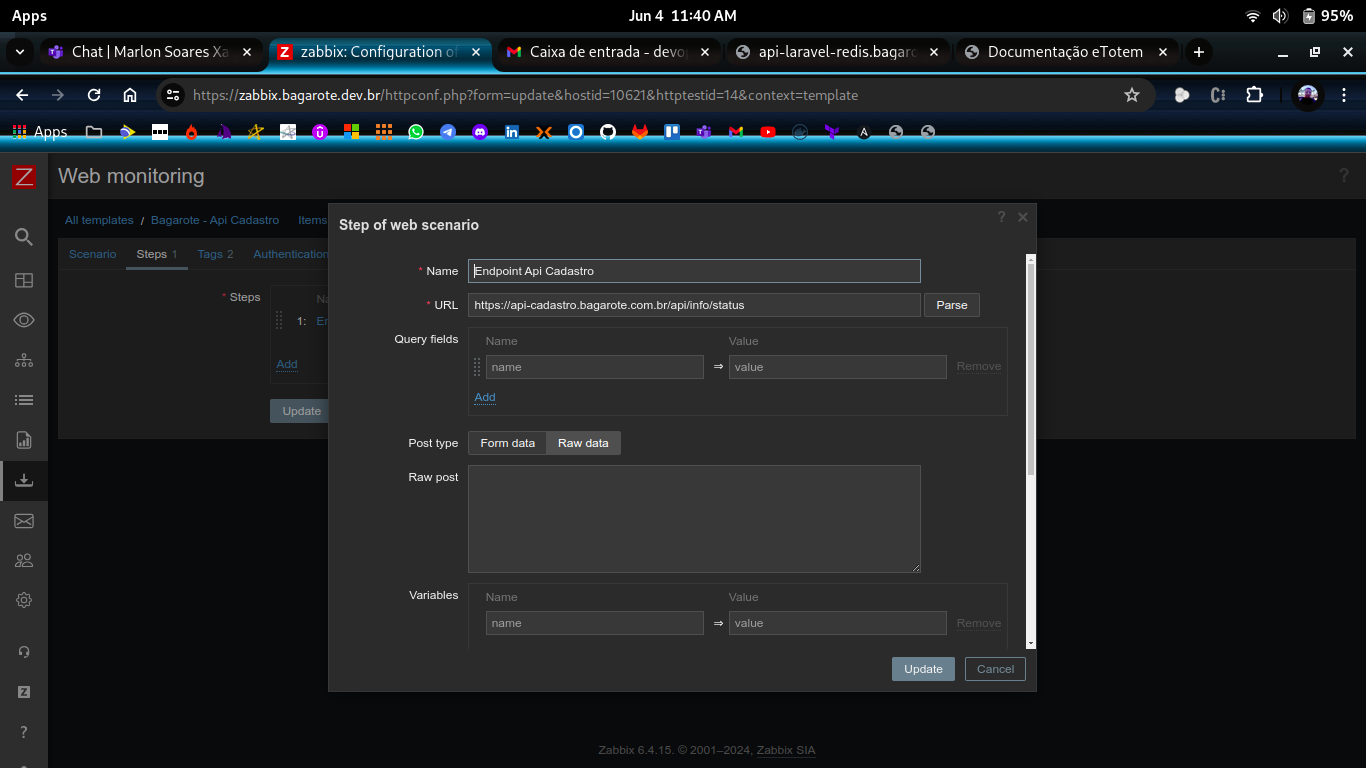 Apps
Jun 4 11:40 AM
95%
Chat | Marlon Soares Xa
zabbix: Configuration of
Caixa de entrada - devo
api-laravel-redis.bagaro
Documentação eTotem
https://zabbix.bagarote.dev.br/httpconf.php?form=update&hostid=10621&httptestid=14&context=template
Apps
Web monitoring
?
All templates / Bagarote - Api Cadastro Items
Scenario Steps 1 Tags 2 Authentication
* Steps
Na
1: En
Add
Update
Step of web scenario
?
* Name Endpoint Api Cadastro
* URL https://api-cadastro.bagarote.com.br/api/info/status Parse
Query fields Name Value
name ⇒ value Remove
Add
Post type Form data Raw data
Raw post
Variables Name Value
name ⇒ value Remove
Update Cancel
Zabbix 6.4.15. © 2001–2024, Zabbix SIA